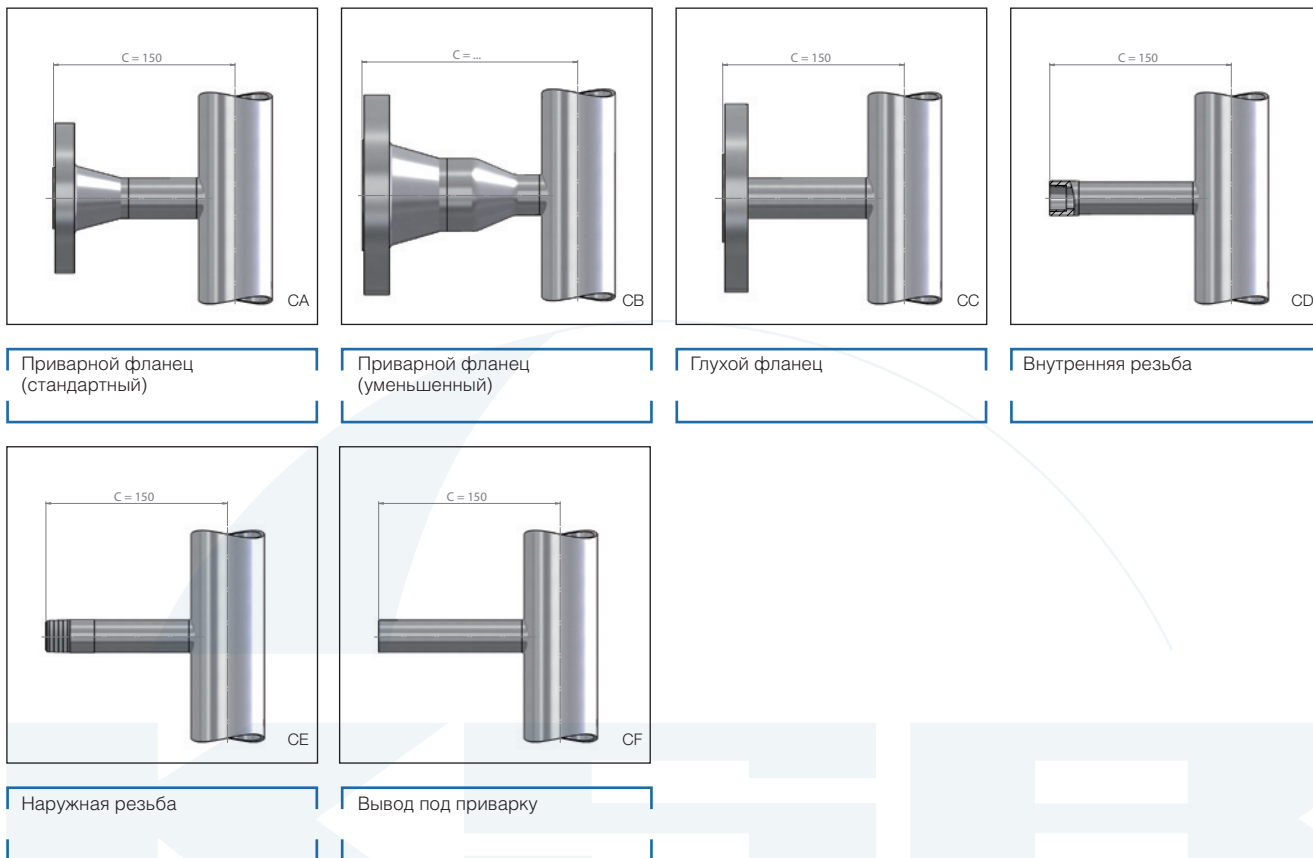 C = 150
C = ...
C = 150
C = 150
CA
CB
CC
CD
Приварной фланец
(стандартный)
Приварной фланец
(уменьшенный)
Глухой фланец
Внутренняя резьба
C = 150
C = 150
CE
CF
Наружная резьба
Вывод под приварку